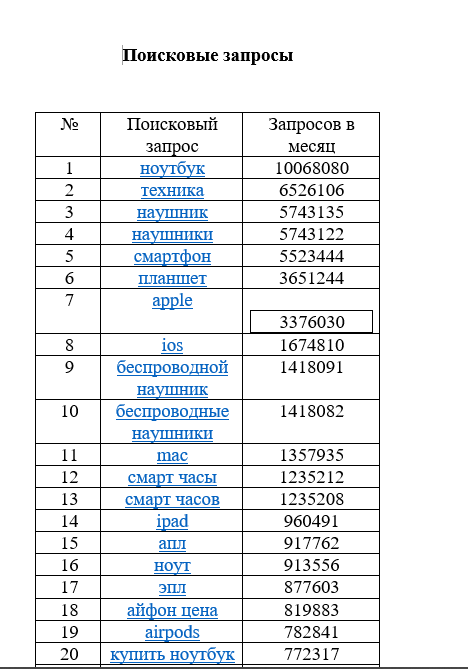 Поисковые запросы
№ Поисковый Запросов в
запрос месяц
1 ноутбук 10068080
2 техника 6526106
3 наушник 5743135
4 наушники 5743122
5 смартфон 5523444
6 планшет 3651244
7 apple
3376030
8 ios 1674810
9 беспроводной 1418091
наушник
10 беспроводные 1418082
наушники
11 mac 1357935
12 смарт часы 1235212
13 смарт часов 1235208
14 ipad 960491
15 апл 917762
16 ноут 913556
17 эпл 877603
18 айфон цена 819883
19 airpods 782841
20 купить ноутбук 772317